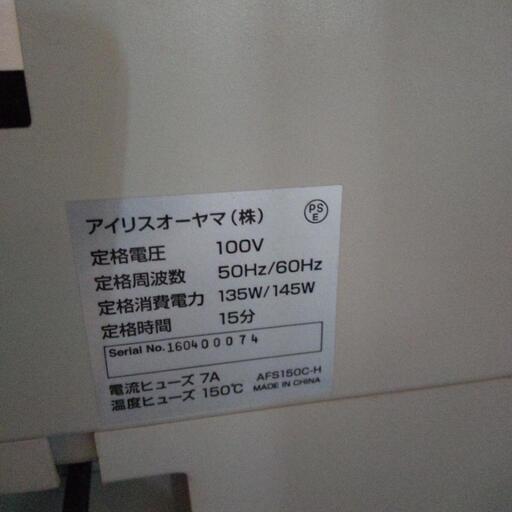 アイリスオーヤマ(株)
PS
E
定格電圧 100V
定格周波数 50Hz/60Hz
定格消費電力 135W/145W
定格時間 15分
Serial No. 160400074
電流ヒューズ 7A
温度ヒューズ 150℃
AFS150C-H
MADE IN CHINA